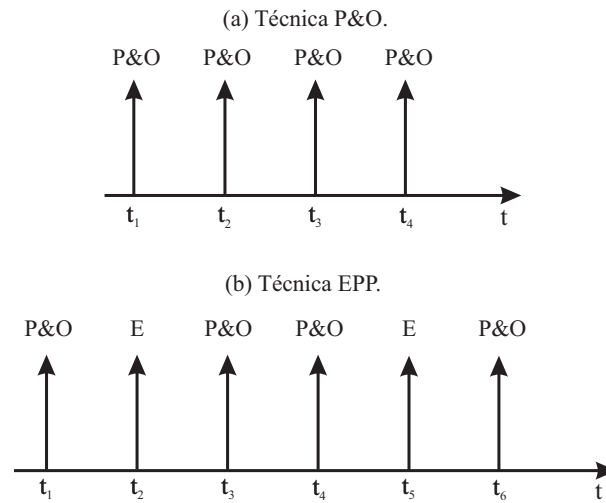 (a) Técnica P&O.
P&O P&O P&O P&O
t₁ t₂ t₃ t₄ t
(b) Técnica EPP.
P&O E P&O P&O E P&O
t₁ t₂ t₃ t₄ t₅ t₆ t